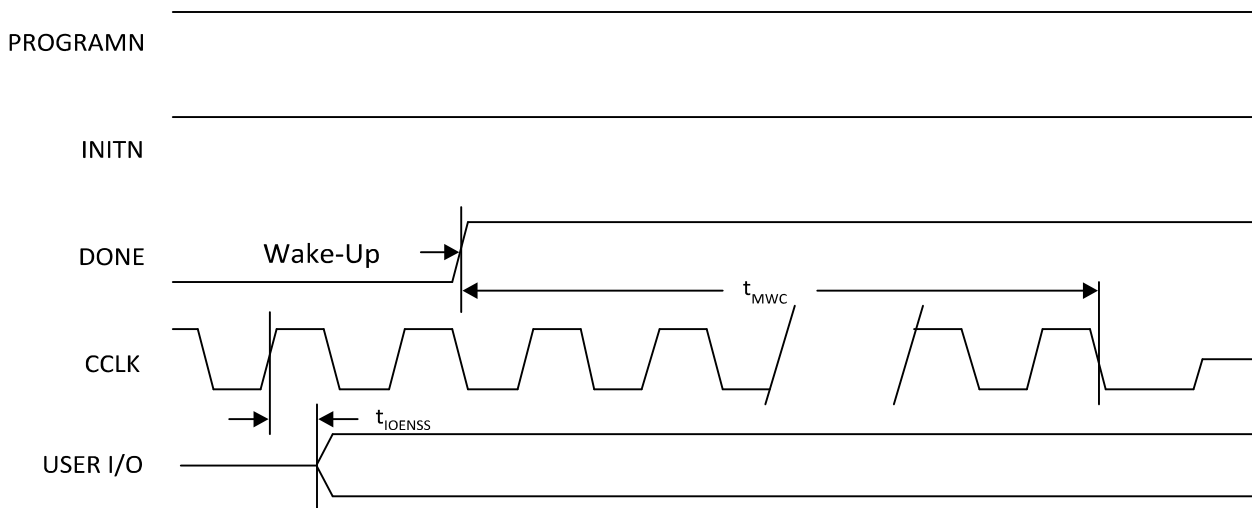 PROGRAMN
INITN
DONE
Wake-Up
tMWC
CCLK
tIOENSS
USER I/O